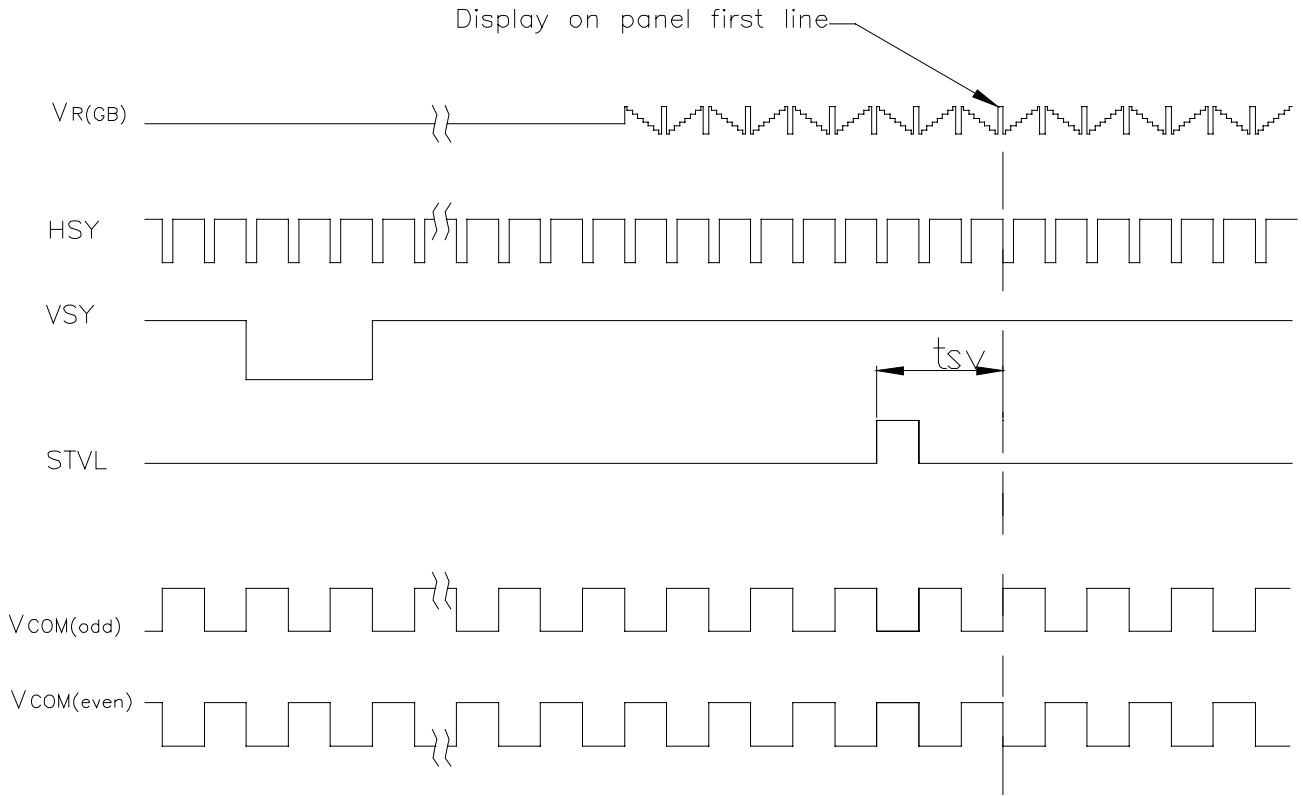 Display on panel first line
VR(GB)
HSY
VSY
tsv
STVL
VCOM(odd)
VCOM(even)